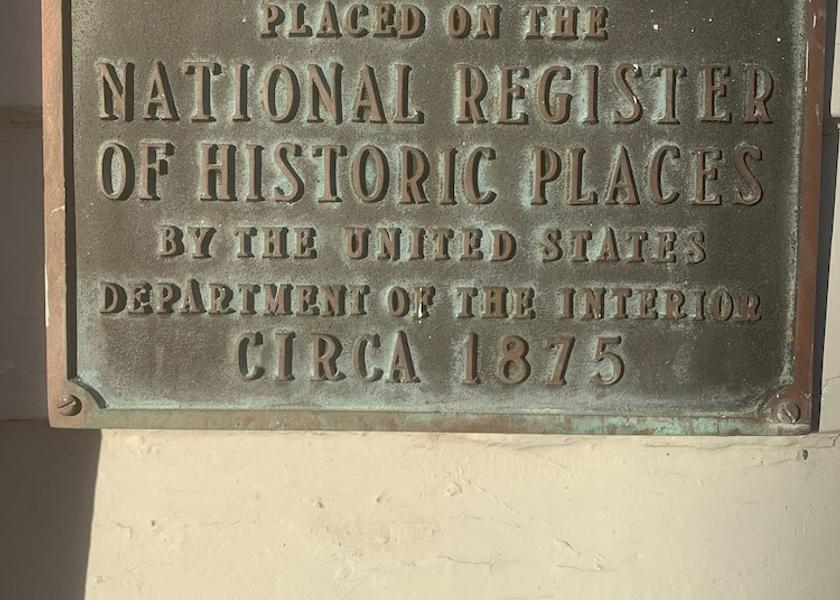 PLACED ON THE
NATIONAL REGISTER
OF HISTORIC PLACES
BY THE UNITED STATES
DEPARTMENT OF THE INTERIOR
CIRCA 1875